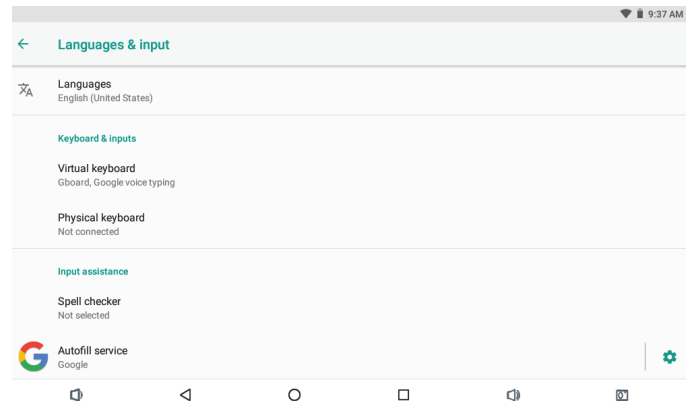 9:37 AM
Languages & input
Languages
English (United States)
Keyboard & inputs
Virtual keyboard
Gboard, Google voice typing
Physical keyboard
Not connected
Input assistance
Spell checker
Not selected
Autofill service
Google